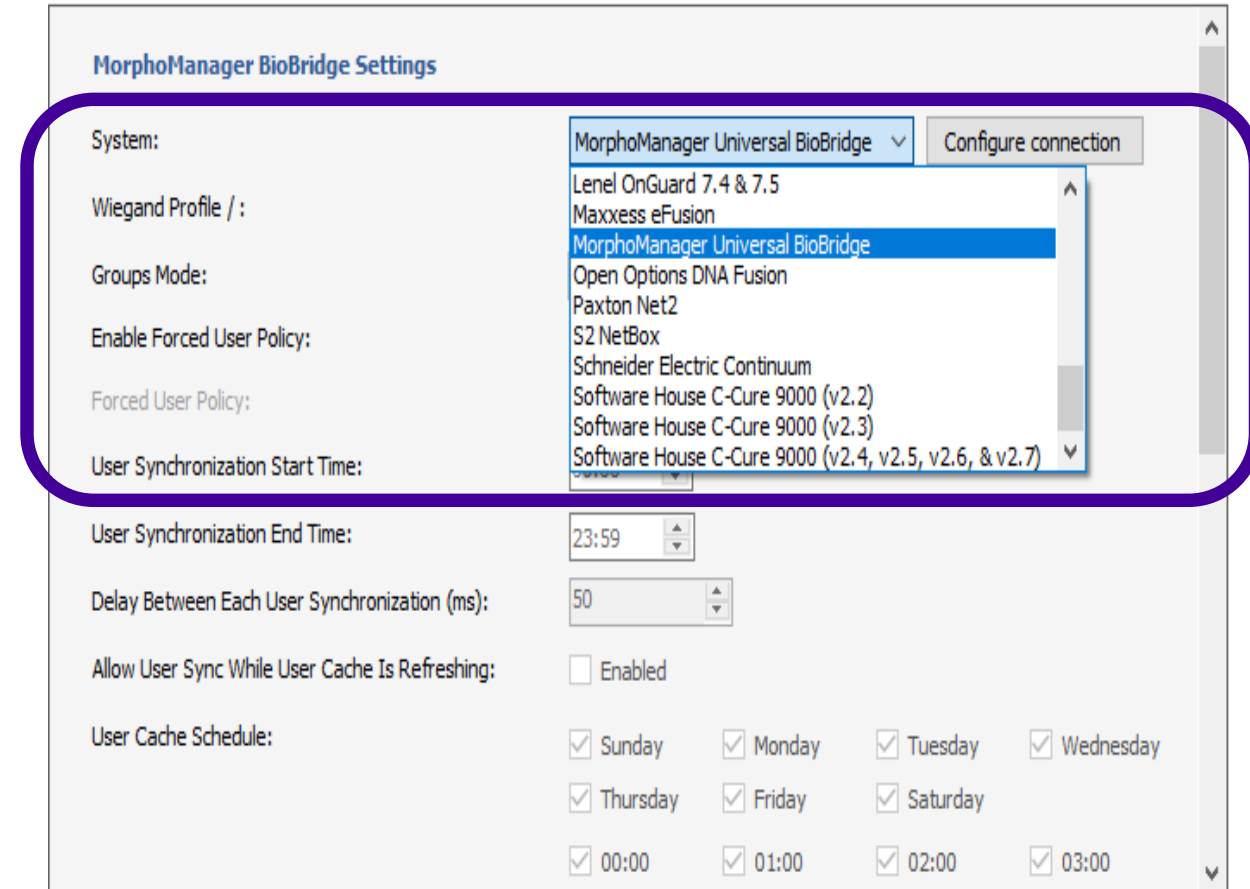 MorphoManager BioBridge Settings
System:
MorphoManager Universal BioBridge
Configure connection
Lenel OnGuard 7.4 & 7.5
Maxxess eFusion
MorphoManager Universal BioBridge
Open Options DNA Fusion
Paxton Net2
S2 NetBox
Schneider Electric Continuum
Software House C-Cure 9000 (v2.2)
Software House C-Cure 9000 (v2.3)
Software House C-Cure 9000 (v2.4, v2.5, v2.6, & v2.7)
Wiegand Profile / :
Groups Mode:
Enable Forced User Policy:
Forced User Policy:
User Synchronization Start Time:
User Synchronization End Time:
23:59
Delay Between Each User Synchronization (ms):
50
Allow User Sync While User Cache Is Refreshing:
Enabled
User Cache Schedule:
Sunday Monday Tuesday Wednesday
Thursday Friday Saturday
00:00 01:00 02:00 03:00